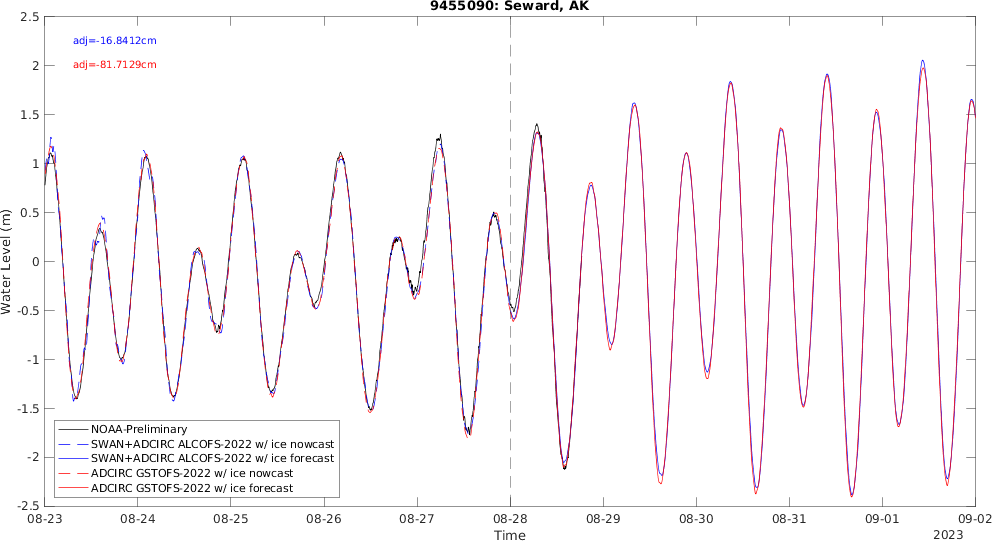 9455090: Seward, AK
adj=-16.8412cm
adj=-81.7129cm
Water Level (m)
2.5
2
1.5
1
0.5
0
-0.5
-1
-1.5
-2
-2.5
NOAA-Preliminary
SWAN+ADCIRC ALCOFS-2022 w/ ice nowcast
SWAN+ADCIRC ALCOFS-2022 w/ ice forecast
ADCIRC GSTOFS-2022 w/ ice nowcast
ADCIRC GSTOFS-2022 w/ ice forecast
08-23 08-24 08-25 08-26 08-27 08-28 08-29 08-30 08-31 09-01 09-02
Time
2023